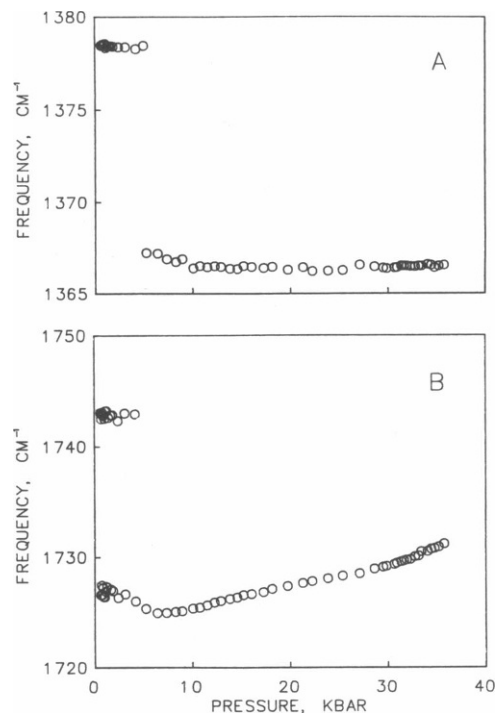 1380
A
1375
FREQUENCY, CM⁻¹
1370
1365
1750
B
1740
FREQUENCY, CM⁻¹
1730
1720
0 10 20 30 40
PRESSURE, KBAR